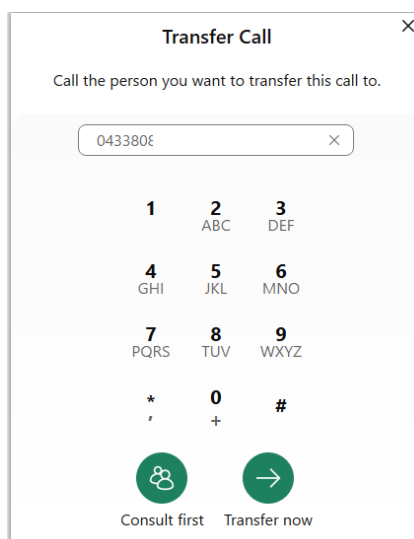 Transfer Call
Call the person you want to transfer this call to.
0433808
1 2 3
ABC DEF
4 5 6
GHI JKL MNO
7 8 9
PQRS TUV WXYZ
* 0 #
, +
Consult first Transfer now